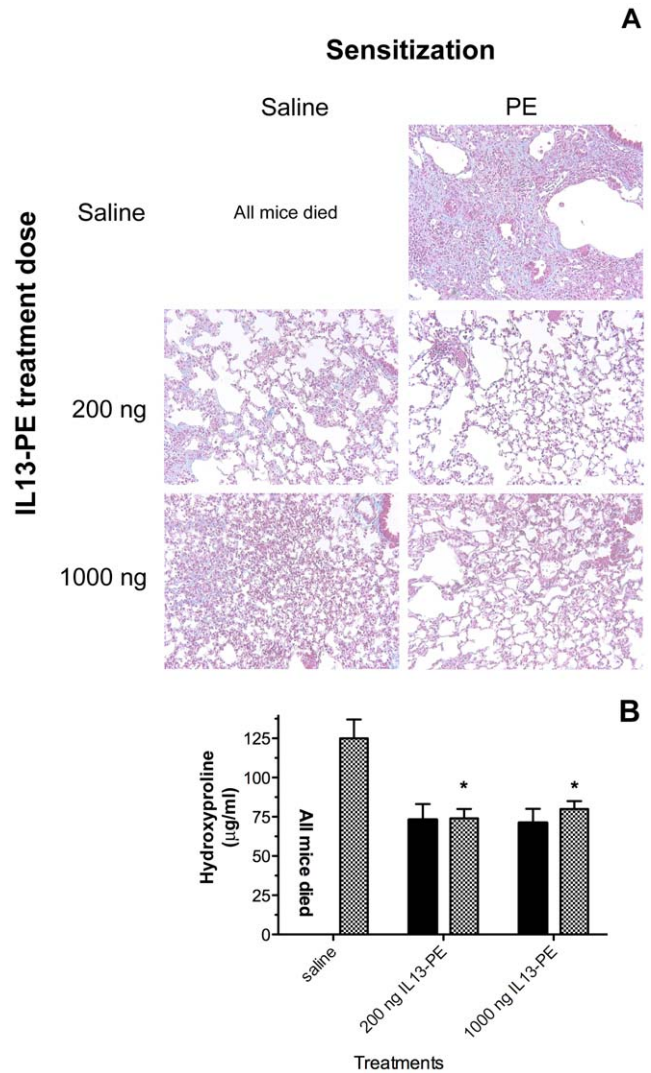 A
Sensitization
Saline
PE
IL13-PE treatment dose
Saline
All mice died
200 ng
1000 ng
B
Hydroxyproline
(µg/ml)
125
100
75
50
25
0
All mice died
*
*
saline
200 ng IL13-PE
1000 ng IL13-PE
Treatments